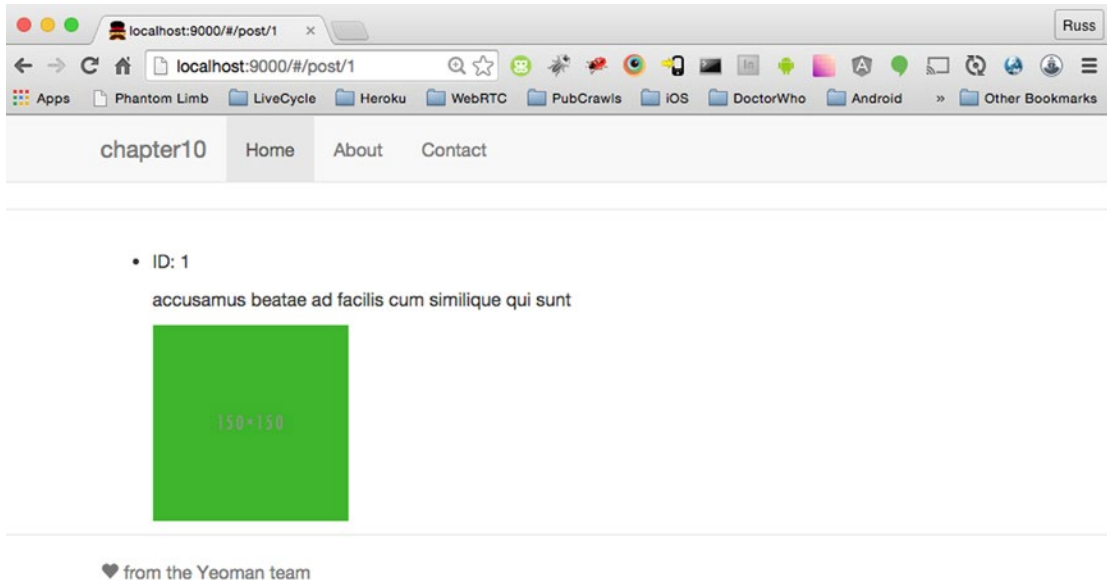 localhost:9000/#/post/1
Russ
localhost:9000/#/post/1
Apps Phantom Limb LiveCycle Heroku WebRTC PubCrawls iOS DoctorWho Android » Other Bookmarks
chapter10 Home About Contact
• ID: 1
accusamus beatae ad facilis cum similique qui sunt
150×150
♥ from the Yeoman team